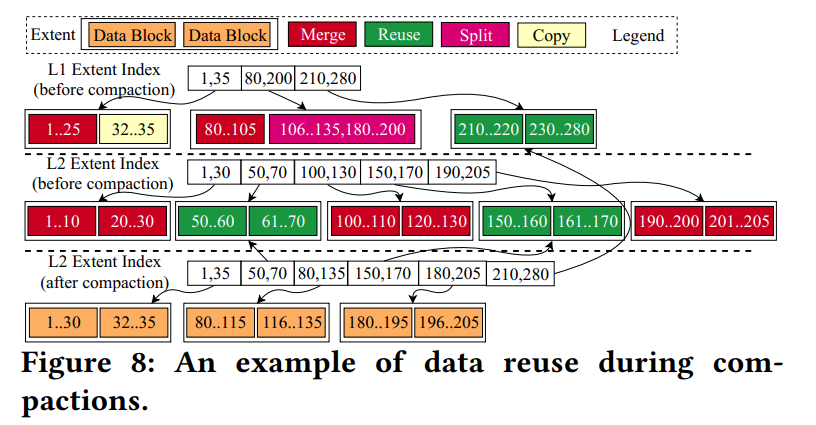 Extent Data Block Data Block Merge Reuse Split Copy Legend
L1 Extent Index
(before compaction)
1,35 80,200 210,280
1..25 32..35 80..105 106..135,180..200 210..220 230..280
L2 Extent Index
(before compaction)
1,30 50,70 100,130 150,170 190,205
1..10 20..30 50..60 61..70 100..110 120..130 150..160 161..170 190..200 201..205
L2 Extent Index
(after compaction)
1,35 50,70 80,135 150,170 180,205 210,280
1..30 32..35 80..115 116..135 180..195 196..205
Figure 8: An example of data reuse during com-
pactions.